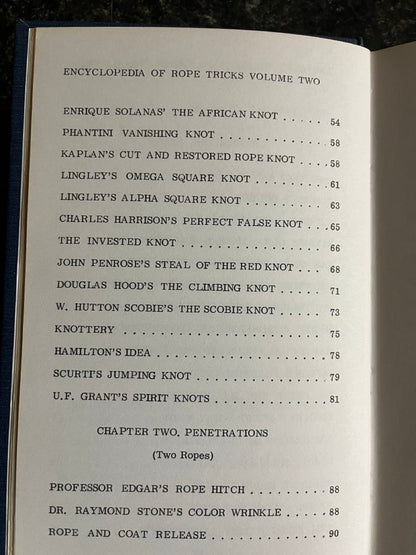 ENCYCLOPEDIA OF ROPE TRICKS VOLUME TWO
ENRIQUE SOLANAS' THE AFRICAN KNOT . . . . . 54
PHANTINI VANISHING KNOT . . . . . . . . . . . . 58
KAPLAN'S CUT AND RESTORED ROPE KNOT . . . . 58
LINGLEY'S OMEGA SQUARE KNOT . . . . . . . . . 61
LINGLEY'S ALPHA SQUARE KNOT . . . . . . . . . . 63
CHARLES HARRISON'S PERFECT FALSE KNOT . . . . 65
THE INVESTED KNOT . . . . . . . . . . . . . . . 66
JOHN PENROSE'S STEAL OF THE RED KNOT . . . . 68
DOUGLAS HOOD'S THE CLIMBING KNOT . . . . . . 71
W. HUTTON SCOBIE'S THE SCOBIE KNOT . . . . . 73
KNOTTERY . . . . . . . . . . . . . . . . . . . . 75
HAMILTON'S IDEA . . . . . . . . . . . . . . . . . 78
SCURTI'S JUMPING KNOT . . . . . . . . . . . . . 79
U.F. GRANT'S SPIRIT KNOTS . . . . . . . . . . . . 81
CHAPTER TWO. PENETRATIONS
(Two Ropes)
PROFESSOR EDGAR'S ROPE HITCH . . . . . . . . . 88
DR. RAYMOND STONE'S COLOR WRINKLE . . . . . 88
ROPE AND COAT RELEASE . . . . . . . . . . . . . 90